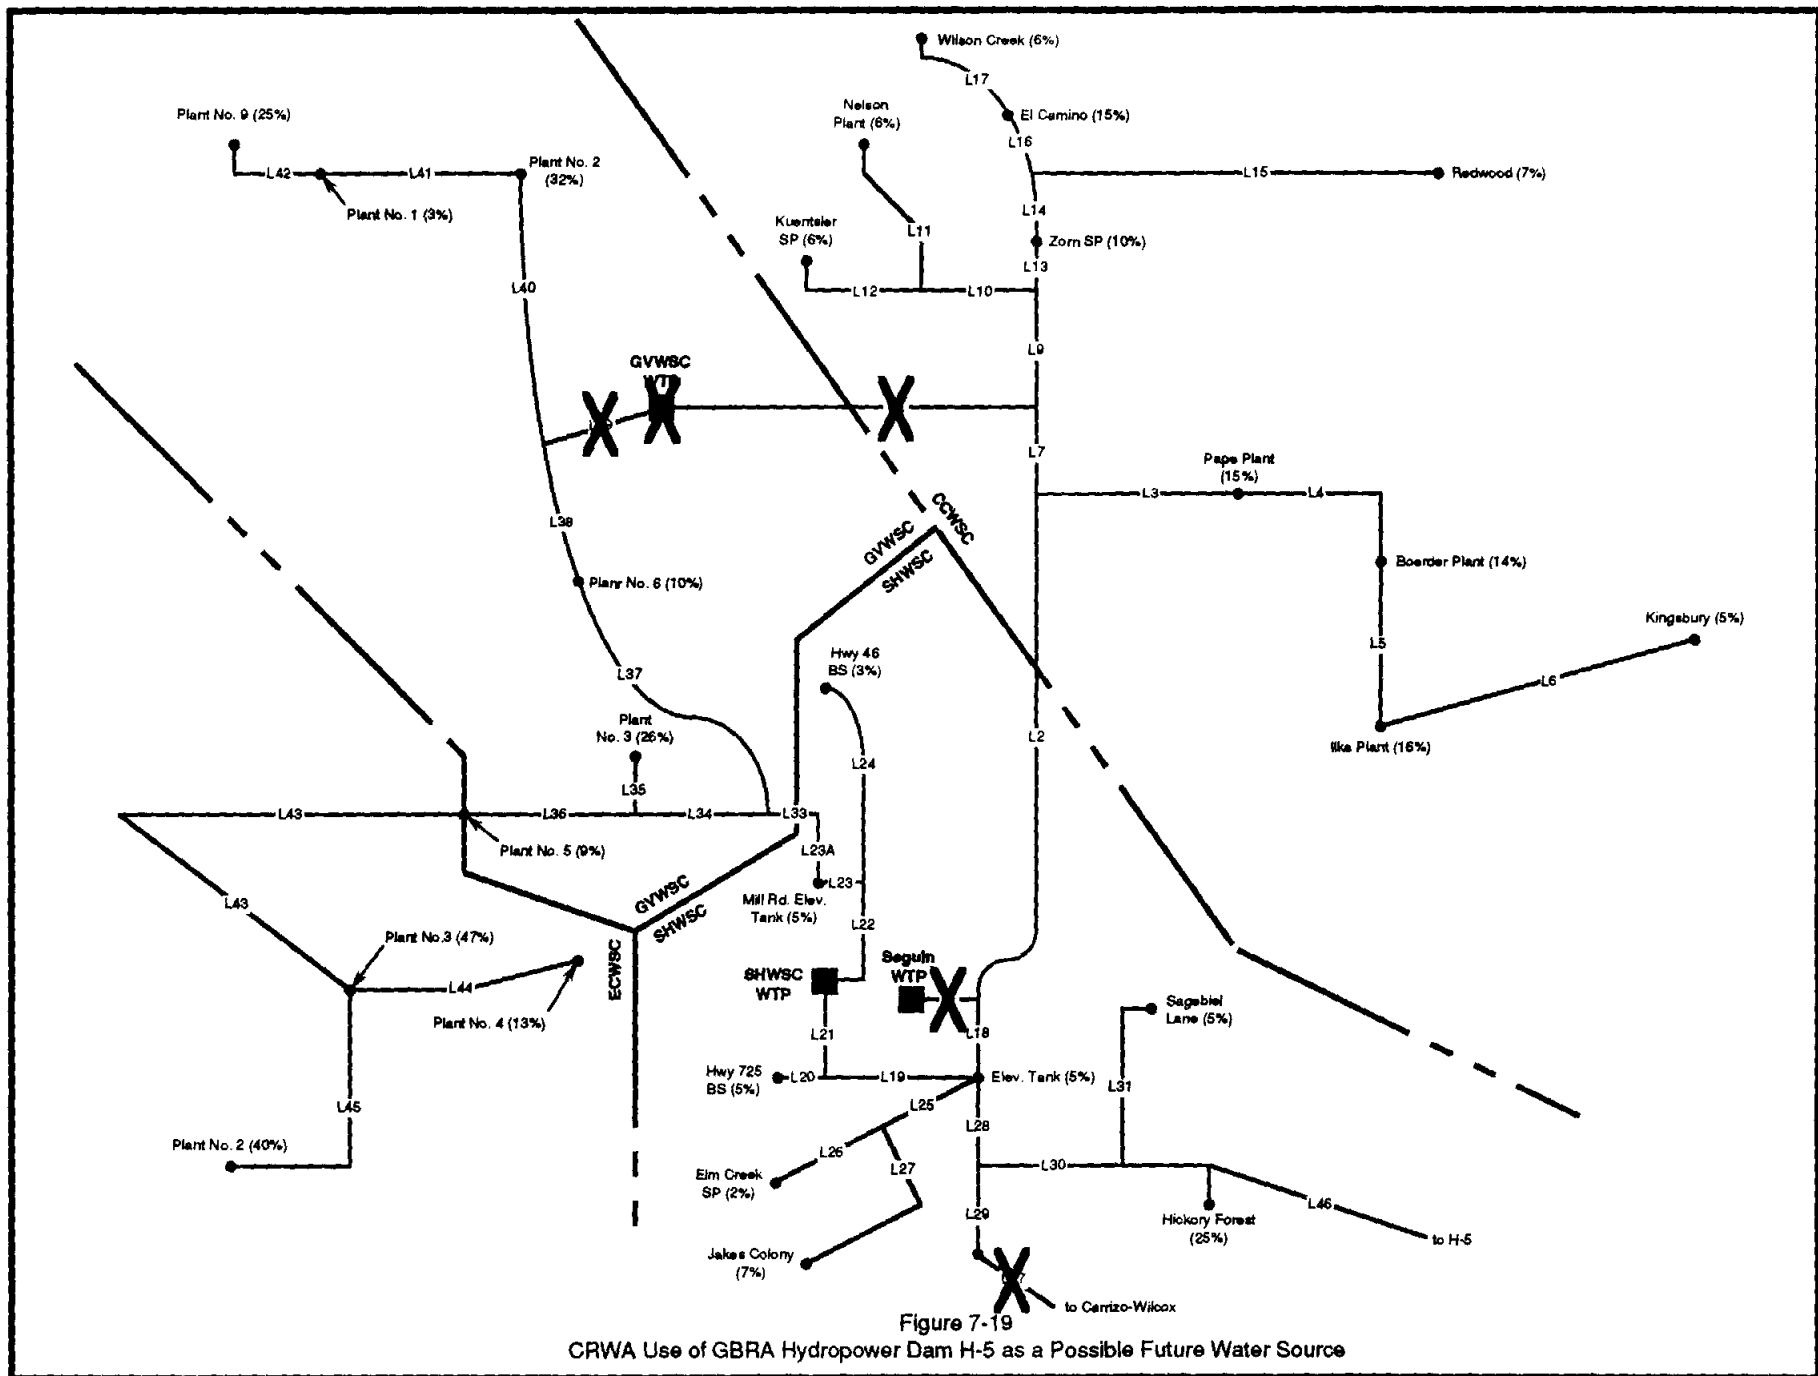 Wilson Creek (6%)
L17
Plant No. 9 (25%)
Nelson
Plant (6%)
El Camino (15%)
L16
L42
L41
Plant No. 2
(32%)
L15
Redwood (7%)
Plant No. 1 (3%)
L14
Kuentsler
SP (6%)
L11
Zorn SP (10%)
L13
L40
L12
L10
L9
GVWSC
WTP
L7
Pape Plant
(15%)
L3
L4
L38
CCWSC
GVWSC
SHWSC
Boerder Plant (14%)
Planr No. 6 (10%)
Kingsbury (5%)
L5
Hwy 46
BS (3%)
L37
L6
Plant
No. 3 (26%)
L2
Ilka Plant (16%)
L24
L35
L43
L36
L34
L33
L23A
Plant No. 5 (9%)
L23
GVWSC
SHWSC
Mill Rd. Elev.
Tank (5%)
L43
L22
Plant No.3 (47%)
ECWSC
SHWSC
WTP
Seguin
WTP
L44
Sagebiel
Lane (5%)
Plant No. 4 (13%)
L21
L18
Hwy 725
BS (5%)
L20
L19
Elev. Tank (5%)
L31
L45
L25
L28
Plant No. 2 (40%)
L26
L27
L30
Elm Creek
SP (2%)
L29
L46
Hickory Forest
(25%)
to H-5
Jakes Colony
(7%)
to Carrizo-Wilcox
Figure 7-19
CRWA Use of GBRA Hydropower Dam H-5 as a Possible Future Water Source